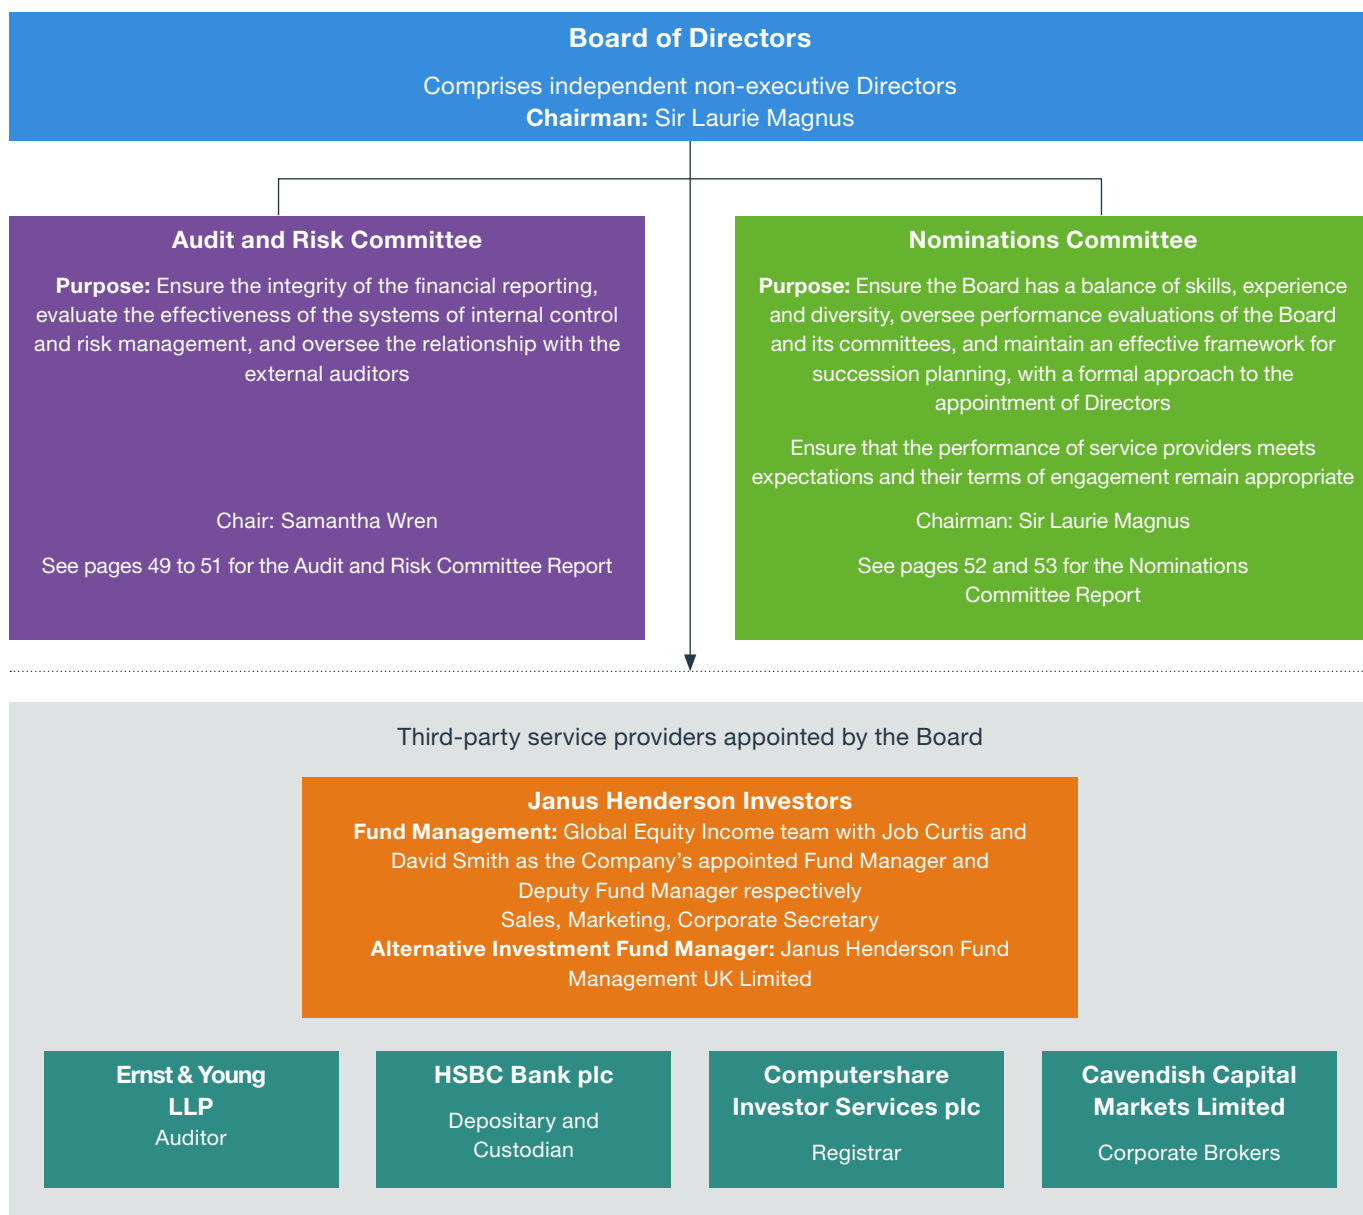 Board of Directors
Comprises independent non-executive Directors
Chairman: Sir Laurie Magnus
Audit and Risk Committee
Purpose: Ensure the integrity of the financial reporting,
evaluate the effectiveness of the systems of internal control
and risk management, and oversee the relationship with the
external auditors
Chair: Samantha Wren
See pages 49 to 51 for the Audit and Risk Committee Report
Nominations Committee
Purpose: Ensure the Board has a balance of skills, experience
and diversity, oversee performance evaluations of the Board
and its committees, and maintain an effective framework for
succession planning, with a formal approach to the
appointment of Directors
Ensure that the performance of service providers meets
expectations and their terms of engagement remain appropriate
Chairman: Sir Laurie Magnus
See pages 52 and 53 for the Nominations
Committee Report
Third-party service providers appointed by the Board
Janus Henderson Investors
Fund Management: Global Equity Income team with Job Curtis and
David Smith as the Company’s appointed Fund Manager and
Deputy Fund Manager respectively
Sales, Marketing, Corporate Secretary
Alternative Investment Fund Manager: Janus Henderson Fund
Management UK Limited
Ernst & Young
LLP
Auditor
HSBC Bank plc
Depositary and
Custodian
Computershare
Investor Services plc
Registrar
Cavendish Capital
Markets Limited
Corporate Brokers